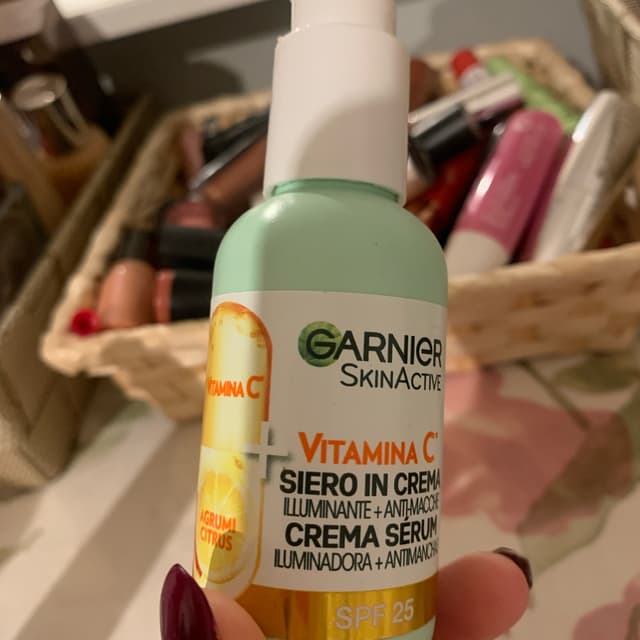 GARNIER
SKINACTIVE
VITAMINA C*
VITAMINA C*
SIERO IN CREMA
ILLUMINANTE + ANTI-MACCHIE
CREMA SÉRUM
ILUMINADORA + ANTIMANCHAS
AGRUMI
CITRUS
SPF 25